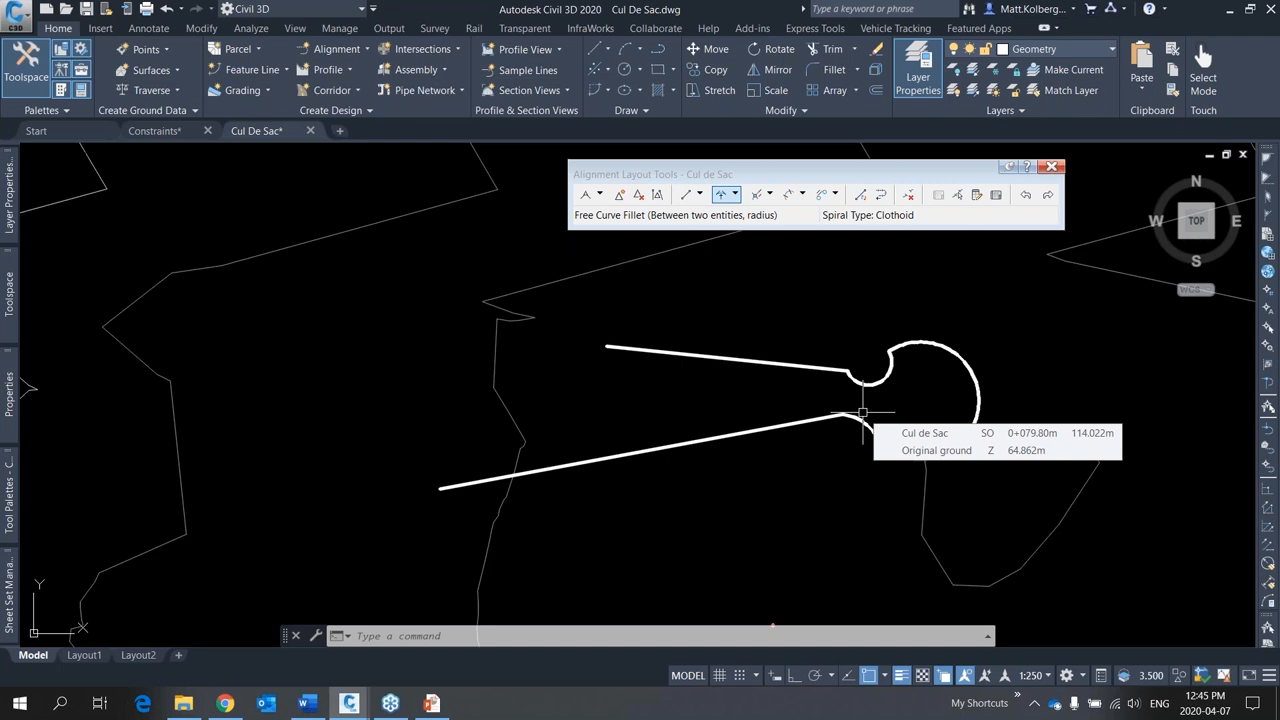 Civil 3D
Autodesk Civil 3D 2020 Cul De Sac.dwg
Type a keyword or phrase
Matt.Kolberg...
C3D
Home Insert Annotate Modify Analyze View Manage Output Survey Rail Transparent InfraWorks Collaborate Help Add-ins Express Tools Vehicle Tracking Featured Apps
Toolspace
Points
Surfaces
Traverse
Parcel
Feature Line
Grading
Alignment
Profile
Corridor
Intersections
Assembly
Pipe Network
Profile View
Sample Lines
Section Views
Move
Copy
Stretch
Rotate
Mirror
Scale
Trim
Fillet
Array
Layer
Properties
Geometry
Make Current
Match Layer
Paste
Select
Mode
Palettes Create Ground Data Create Design Profile & Section Views Draw Modify Layers Clipboard Touch
Start Constraints* Cul De Sac*
Alignment Layout Tools - Cul de Sac
Free Curve Fillet (Between two entities, radius) Spiral Type: Clothoid
N
W TOP E
S
WCS
Layer Properties...
Toolspace
Properties
Tool Palettes - C...
Sheet Set Mana...
Cul de Sac SO 0+079.80m 114.022m
Original ground Z 64.862m
Y
X
Type a command
Model Layout1 Layout2
MODEL 1:250 3.500
My Shortcuts » ENG 12:45 PM
2020-04-07